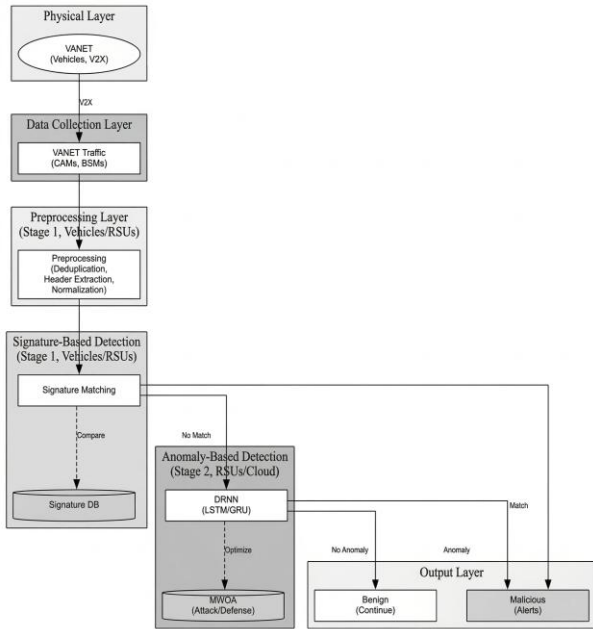 Physical Layer
VANET
(Vehicles, V2X)
V2X
Data Collection Layer
VANET Traffic
(CAMs, BSMs)
Preprocessing Layer
(Stage 1, Vehicles/RSUs)
Preprocessing
(Deduplication,
Header Extraction,
Normalization)
Signature-Based Detection
(Stage 1, Vehicles/RSUs)
Signature Matching
Compare
No Match
Signature DB
Anomaly-Based Detection
(Stage 2, RSUs/Cloud)
DRNN
(LSTM/GRU)
Match
Optimize
No Anomaly
Anomaly
Output Layer
MWOA
(Attack/Defense)
Benign
(Continue)
Malicious
(Alerts)